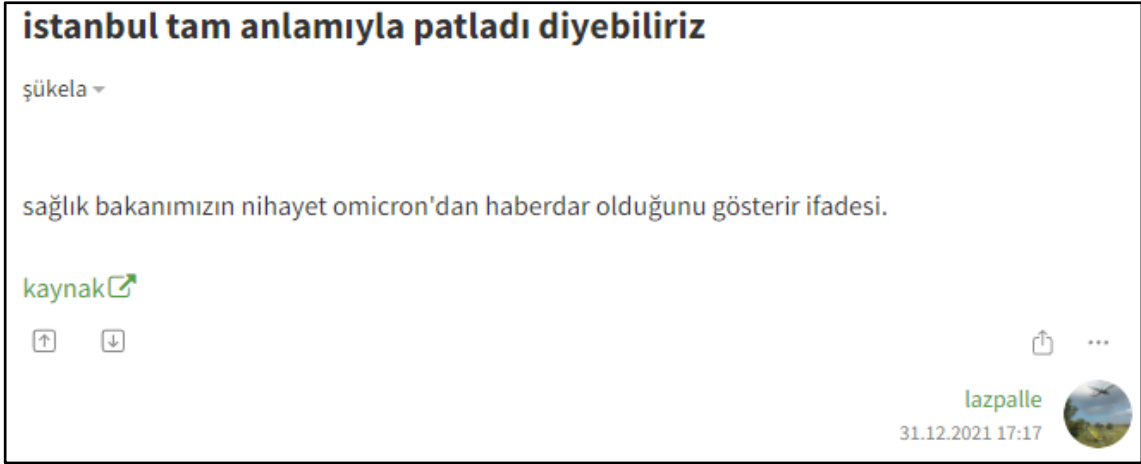 istanbul tam anlamıyla patladı diyebiliriz
şükela
sağlık bakanımızın nihayet omicron'dan haberdar olduğunu gösterir ifadesi.
kaynak
lazpalle
31.12.2021 17:17